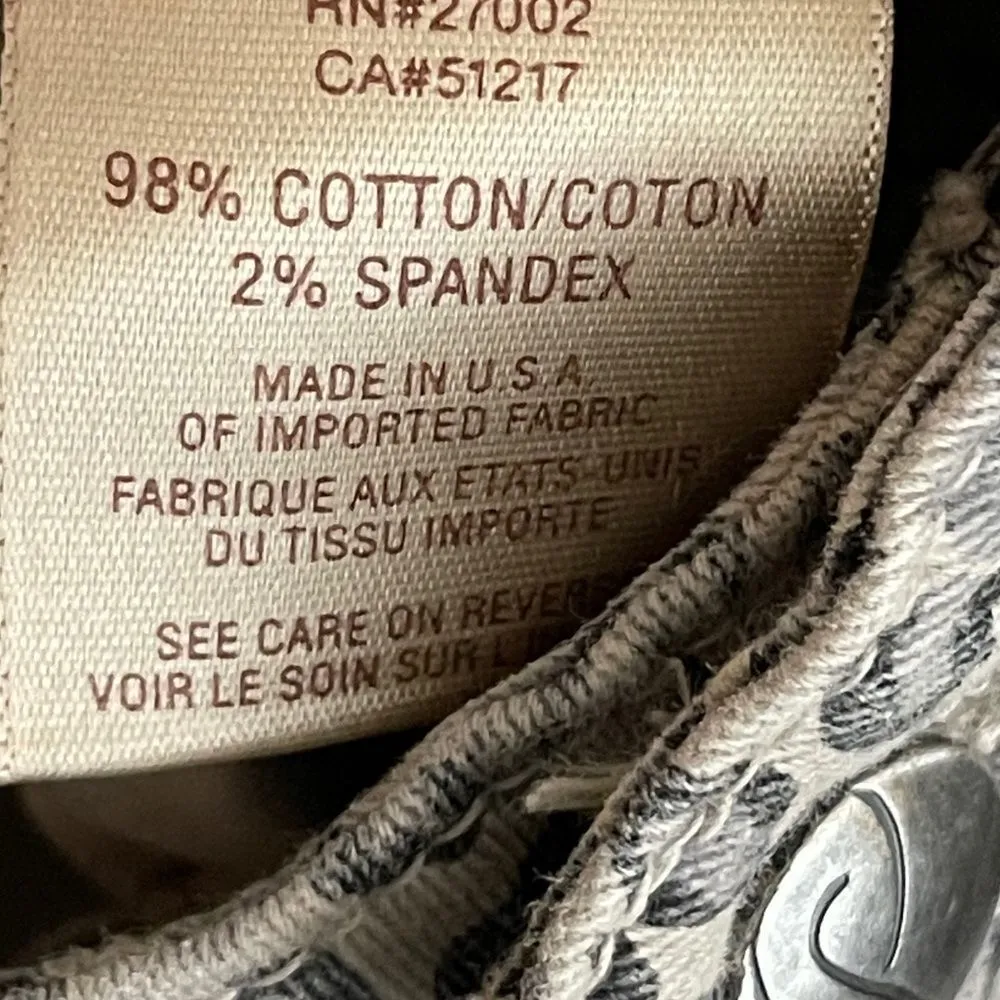 RN#27002
CA#51217
98% COTTON/COTON
2% SPANDEX
MADE IN U.S.A.
OF IMPORTED FABRIC
FABRIQUE AUX ETATS-UNIS
DU TISSU IMPORTE
SEE CARE ON REVERS
VOIR LE SOIN SUR L